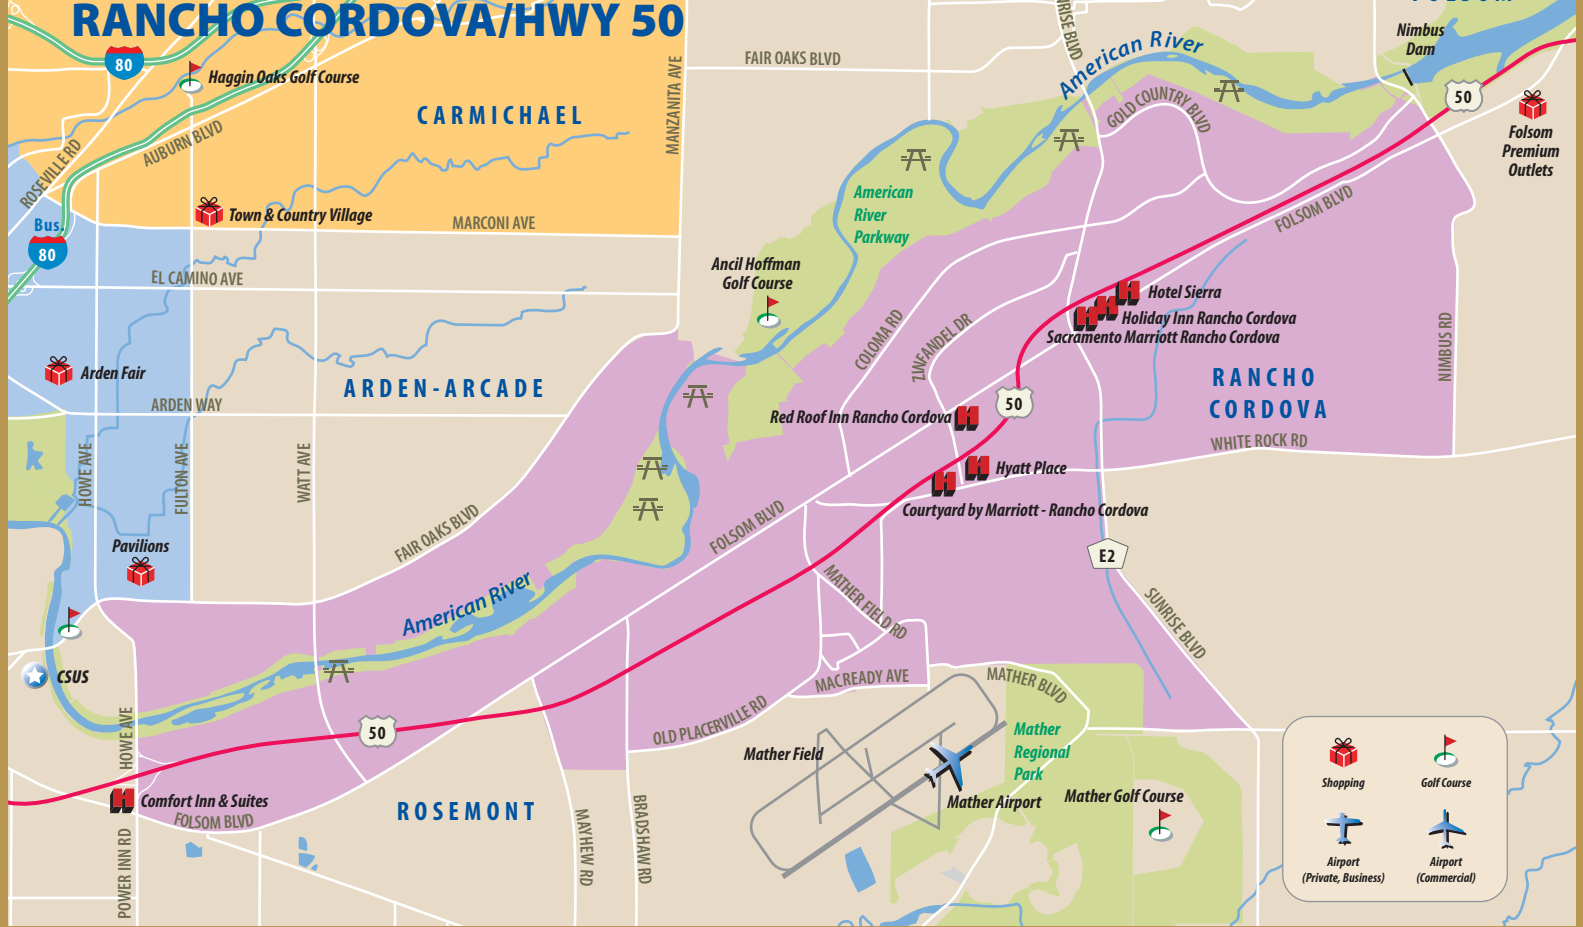 RANCHO CORDOVA/HWY 50
80
Haggin Oaks Golf Course
CARMICHAEL
AUBURN BLVD
ROSEVILLE RD
MANZANITA AVE
FAIR OAKS BLVD
American River
Nimbus
Dam
50
Folsom
Premium
Outlets
GOLD COUNTRY BLVD
FOLSOM BLVD
American
River
Parkway
Town & Country Village
MARCONI AVE
Bus.
80
EL CAMINO AVE
Ancil Hoffman
Golf Course
Hotel Sierra
Holiday Inn Rancho Cordova
Sacramento Marriott Rancho Cordova
COLOMA RD
ZINFANDEL DR
NIMBUS RD
Arden Fair
ARDEN-ARCADE
RANCHO
CORDOVA
ARDEN WAY
50
Red Roof Inn Rancho Cordova
WHITE ROCK RD
HOWE AVE
FULTON AVE
WATT AVE
Hyatt Place
Courtyard by Marriott - Rancho Cordova
FAIR OAKS BLVD
FOLSOM BLVD
Pavilions
E2
American River
MATHER FIELD RD
SUNRISE BLVD
CSUS
MACREADY AVE
MATHER BLVD
HOWE AVE
50
OLD PLACERVILLE RD
Mather Field
Mather
Regional
Park
Mather Airport
Mather Golf Course
Comfort Inn & Suites
FOLSOM BLVD
ROSEMONT
POWER INN RD
MAYHEW RD
BRADSHAW RD
Shopping
Golf Course
Airport
(Private, Business)
Airport
(Commercial)